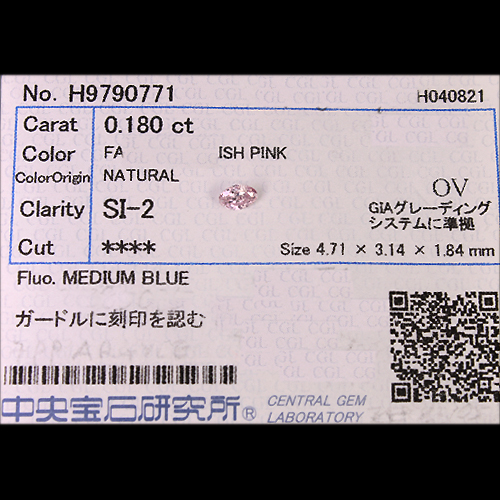 No. H9790771 H040821
Carat 0.180 ct
Color FA ISH PINK
ColorOrigin NATURAL
Clarity SI-2 OV
GIAグレーディング
システムに準拠
Cut **** Size 4.71 × 3.14 × 1.84 mm
Fluo. MEDIUM BLUE
ガードルに刻印を認む
中央宝石研究所® CENTRAL GEM
LABORATORY